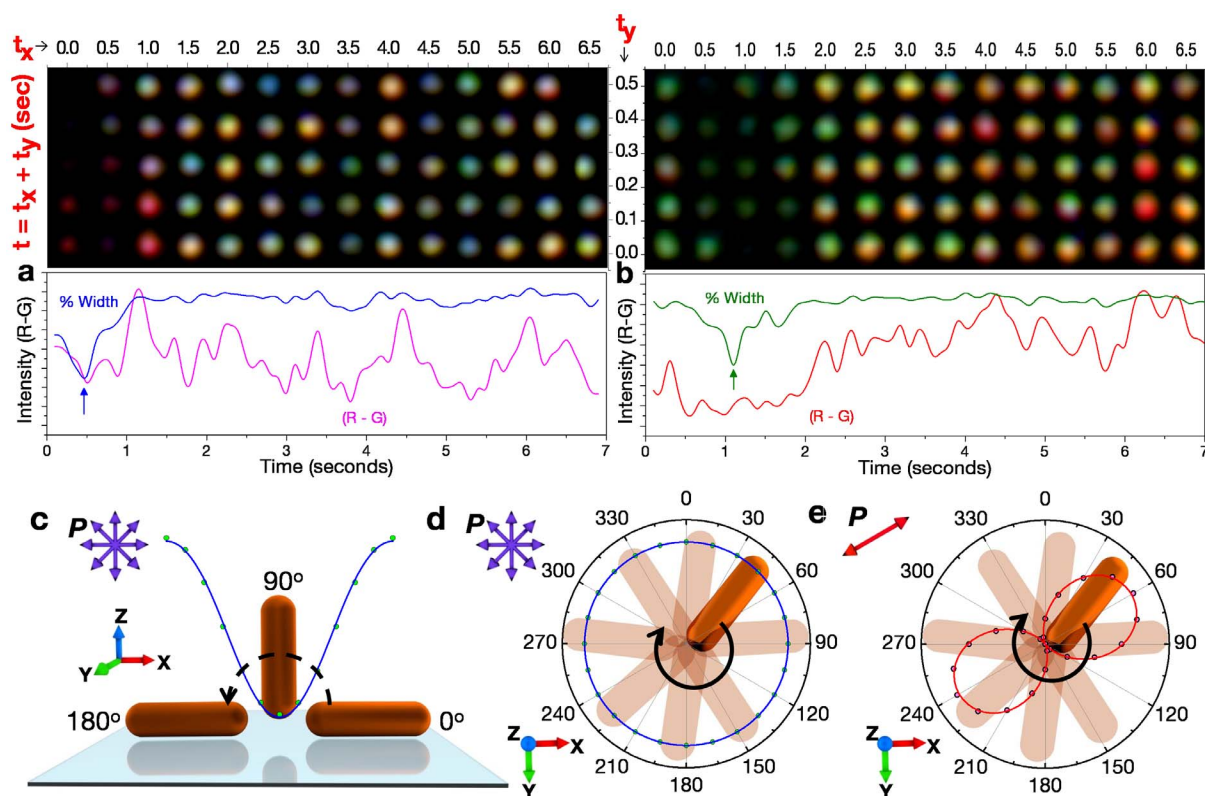 tx→ 0.0 0.5 1.0 1.5 2.0 2.5 3.0 3.5 4.0 4.5 5.0 5.5 6.0 6.5
ty
↓
0.0 0.5 1.0 1.5 2.0 2.5 3.0 3.5 4.0 4.5 5.0 5.5 6.0 6.5
t = tx + ty (sec)
0.5
0.4
0.3
0.2
0.1
0.0
a
% Width
(R - G)
Intensity (R-G)
0 1 2 3 4 5 6 7
Time (seconds)
b
% Width
(R - G)
Intensity (R-G)
0 1 2 3 4 5 6 7
Time (seconds)
c
P
90o
Z
Y
X
180o
0o
d
P
0
30
60
90
120
150
180
210
240
270
300
330
Z
X
Y
e
P
0
30
60
90
120
150
180
210
240
270
300
330
Z
X
Y